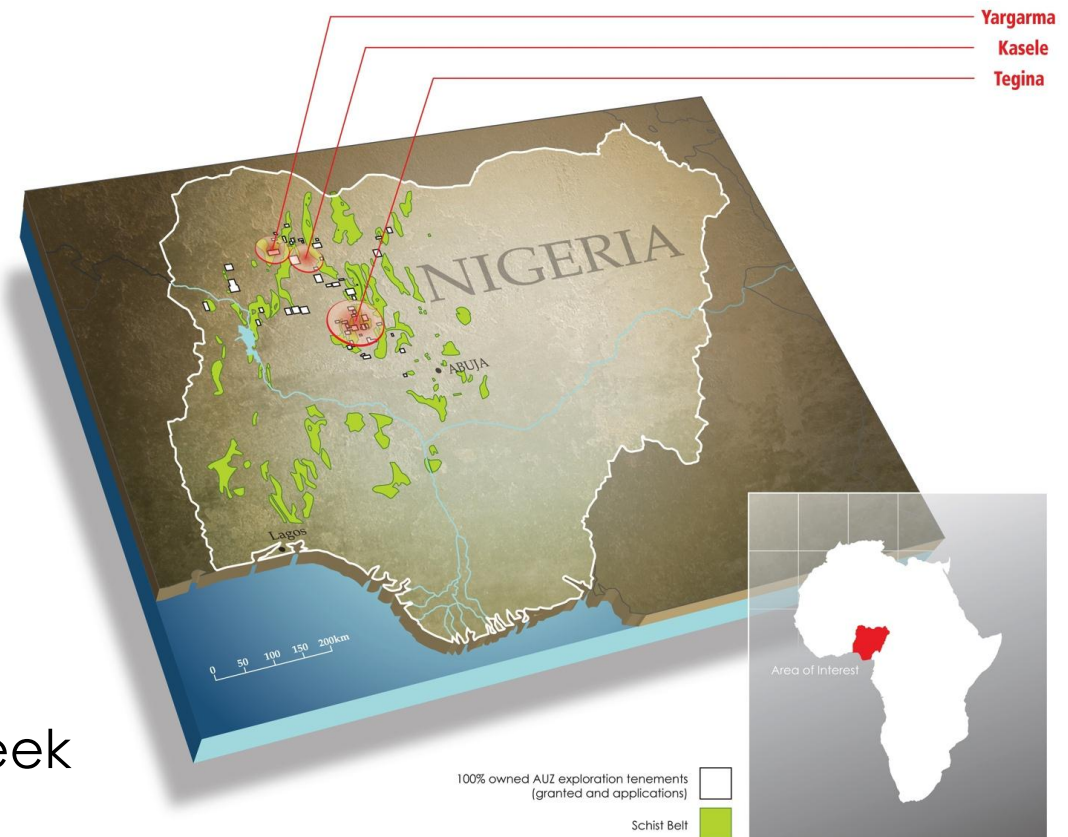 Yargarma
Kasele
Tegina
NIGERIA
ABUJA
Lagos
0 50 100 150 200km
Area of Interest
eek
100% owned AUZ exploration tenements
(granted and applications)
Schist Belt